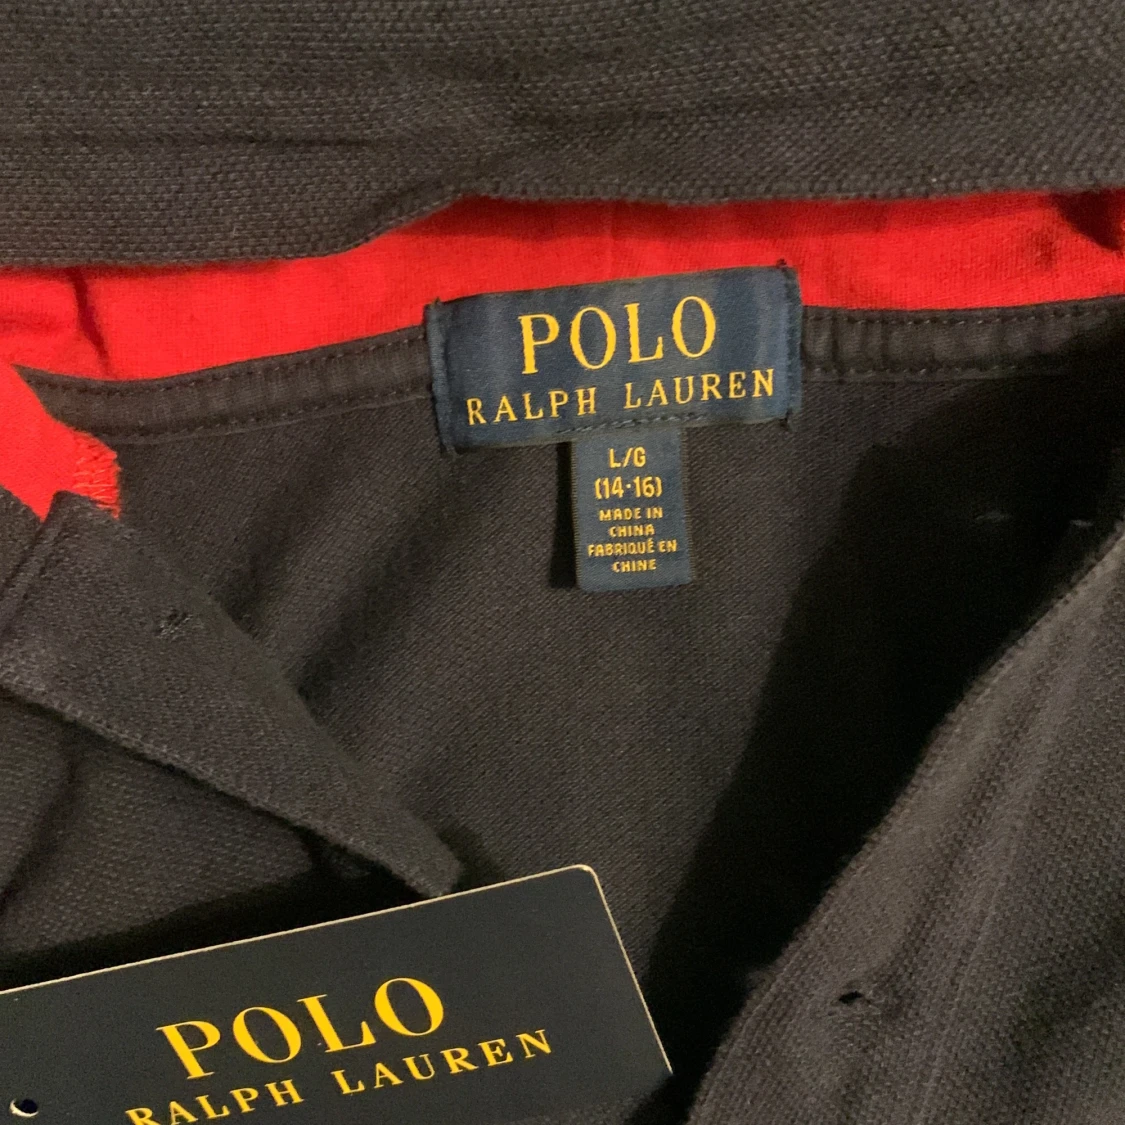 POLO
RALPH LAUREN
L/G
(14-16)
MADE IN
CHINA
FABRIQUÉ EN
CHINE
POLO
RALPH LAUREN